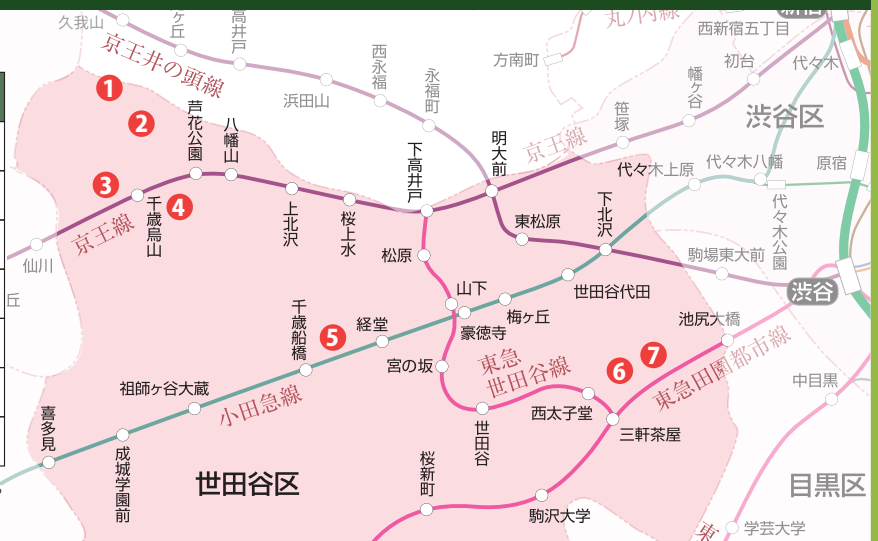 久我山
ヶ丘
高井戸
京王井の頭線
西永福
浜田山
永福町
方南町
丸ノ内線
西新宿五丁目
初台
代々木
幡ヶ谷
笹塚
渋谷区
京王線
明大前
下高井戸
代々木上原
代々木八幡
原宿
代々木公園
1
2
芦花公園
八幡山
3
4
千歳烏山
京王線
仙川
丘
上北沢
桜上水
東松原
下北沢
駒場東大前
渋谷
松原
山下
世田谷代田
梅ヶ丘
豪徳寺
池尻大橋
千歳船橋
5
経堂
宮の坂
東急
世田谷線
6
7
東急田園都市線
中目黒
祖師ヶ谷大蔵
小田急線
西太子堂
三軒茶屋
世田谷
喜多見
成城学園前
世田谷区
桜新町
駒沢大学
目黒区
学芸大学
東